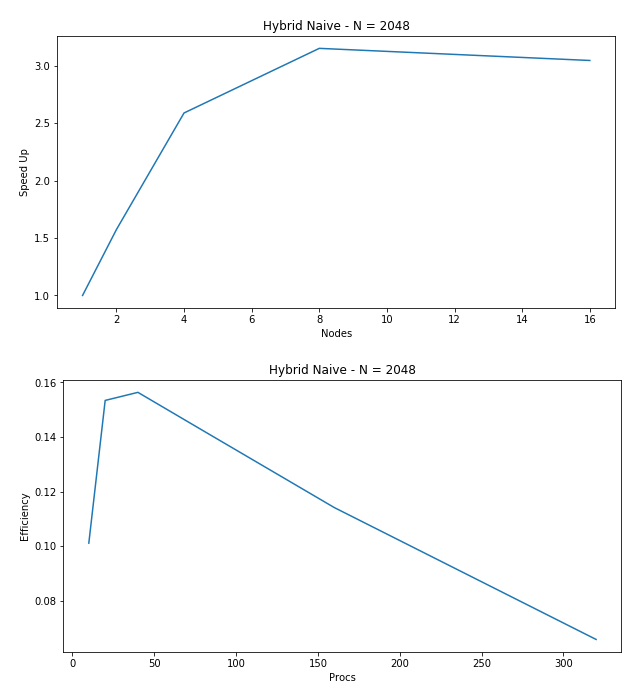 Hybrid Naive - N = 2048
3.0
2.5
2.0
1.5
1.0
Speed Up
2 4 6 8 10 12 14 16
Nodes
Hybrid Naive - N = 2048
0.16
0.14
0.12
0.10
0.08
Efficiency
0 50 100 150 200 250 300
Procs